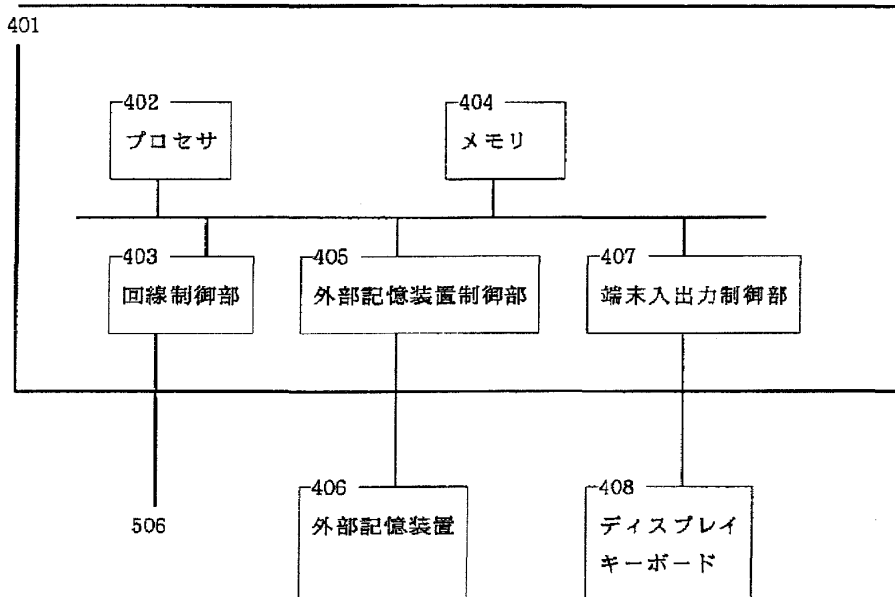 401
402
プロセサ
404
メモリ
403
回線制御部
405
外部記憶装置制御部
407
端末入出力制御部
506
406
外部記憶装置
408
ディスプレイ
キーボード